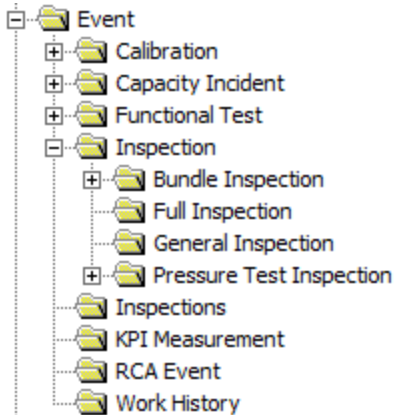 Event
Calibration
Capacity Incident
Functional Test
Inspection
Bundle Inspection
Full Inspection
General Inspection
Pressure Test Inspection
Inspections
KPI Measurement
RCA Event
Work History